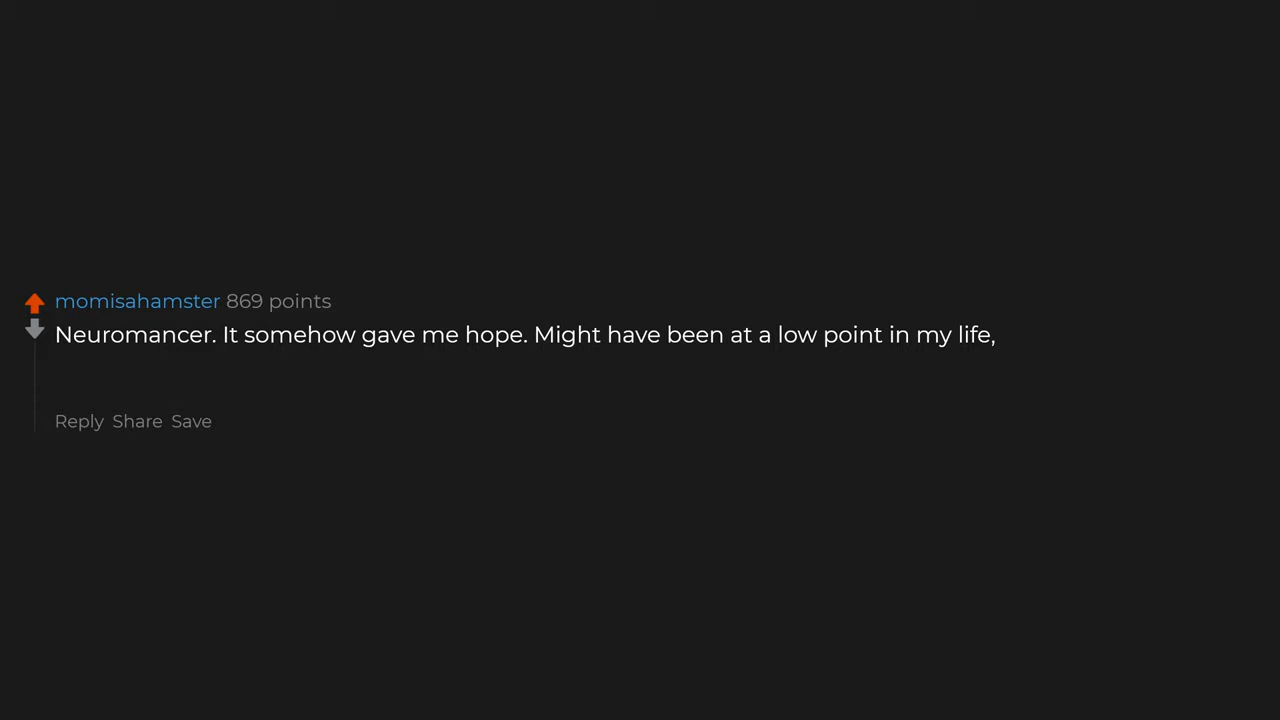 momisahamster 869 points
Neuromancer. It somehow gave me hope. Might have been at a low point in my life,
Reply Share Save